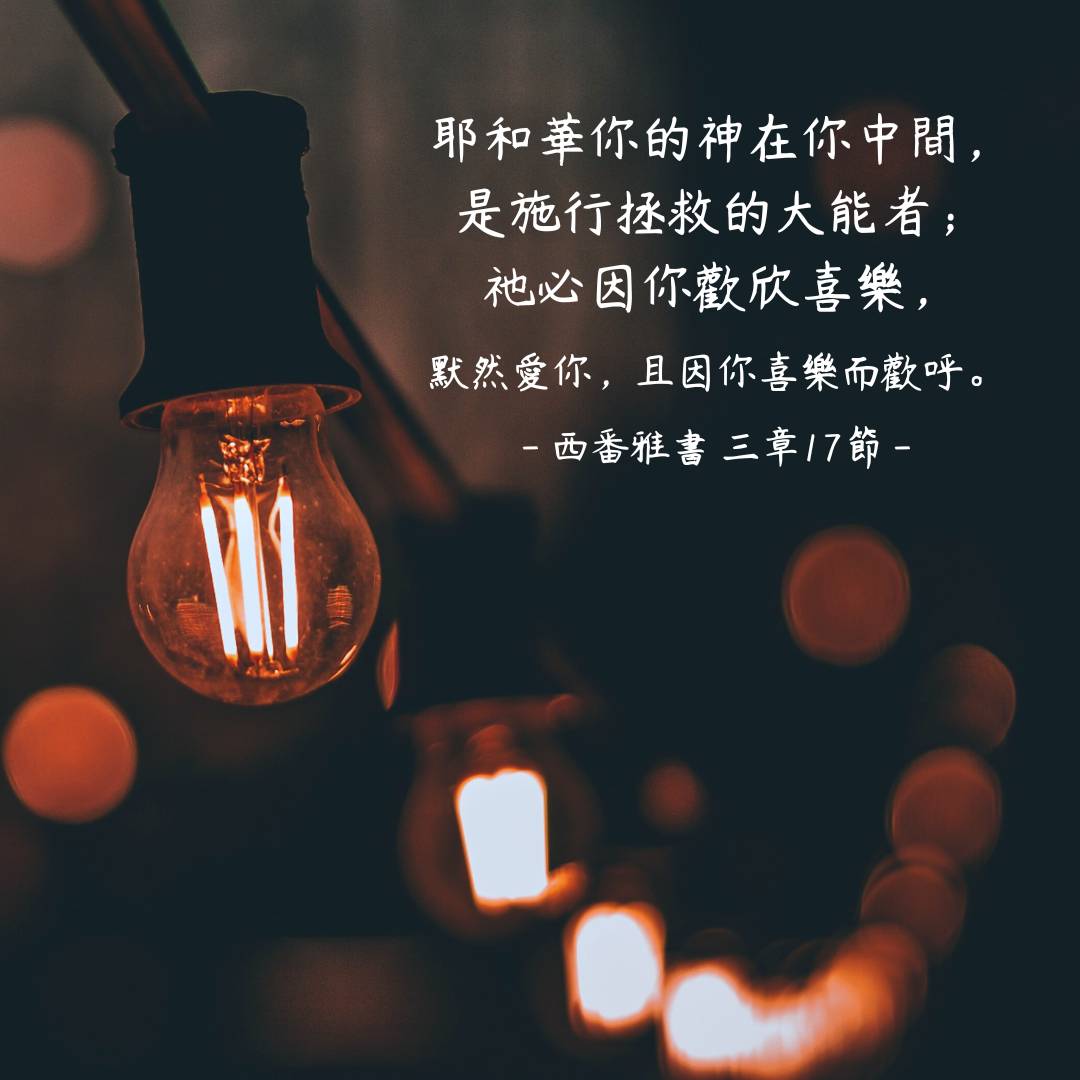 耶和華你的神在你中間，
是施行拯救的大能者；
祂必因你歡欣喜樂，
默然愛你，且因你喜樂而歡呼。
- 西番雅書 三章17節 -